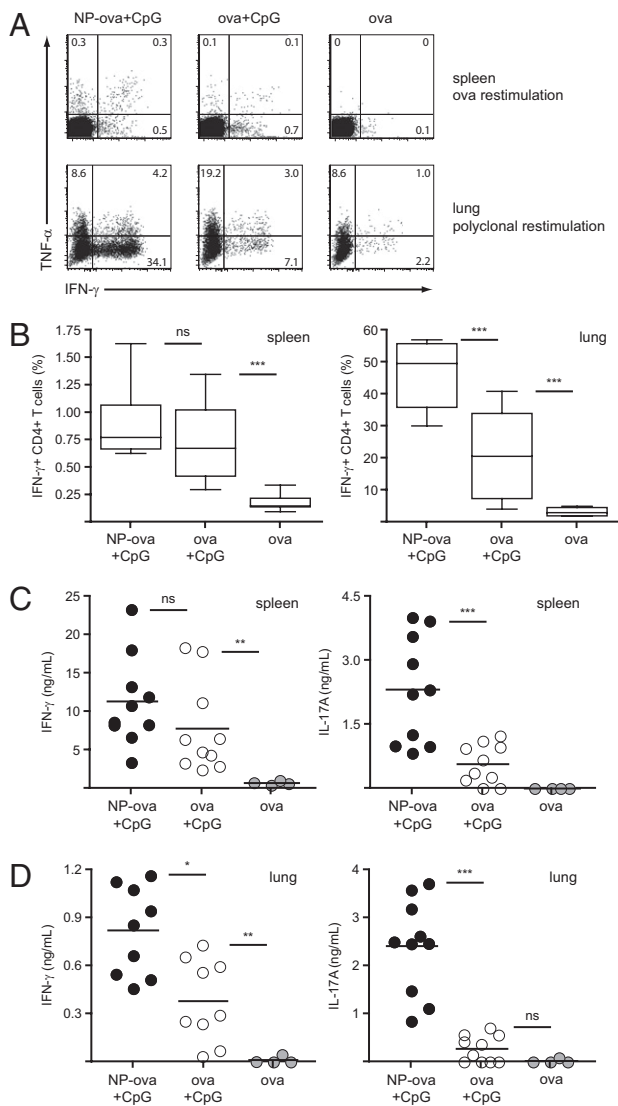 A
NP-ova+CpG ova+CpG ova
0.3 0.3 0.1 0.1 0 0
0.5 0.7 0.1
spleen
ova restimulation
8.6 4.2 19.2 3.0 8.6 1.0
34.1 7.1 2.2
lung
polyclonal restimulation
TNF-α
IFN-γ
B
IFN-γ+ CD4+ T cells (%)
1.75
1.50
1.25
1.00
0.75
0.50
0.25
ns
***
spleen
NP-ova
+CpG
ova
+CpG
ova
IFN-γ+ CD4+ T cells (%)
60
50
40
30
20
10
***
***
lung
NP-ova
+CpG
ova
+CpG
ova
C
IFN-γ (ng/mL)
25
20
15
10
5
ns
**
spleen
NP-ova
+CpG
ova
+CpG
ova
IL-17A (ng/mL)
4.5
3.0
1.5
***
spleen
NP-ova
+CpG
ova
+CpG
ova
D
IFN-γ (ng/mL)
1.2
0.9
0.6
0.3
*
**
lung
NP-ova
+CpG
ova
+CpG
ova
IL-17A (ng/mL)
4
3
2
1
0
***
ns
lung
NP-ova
+CpG
ova
+CpG
ova